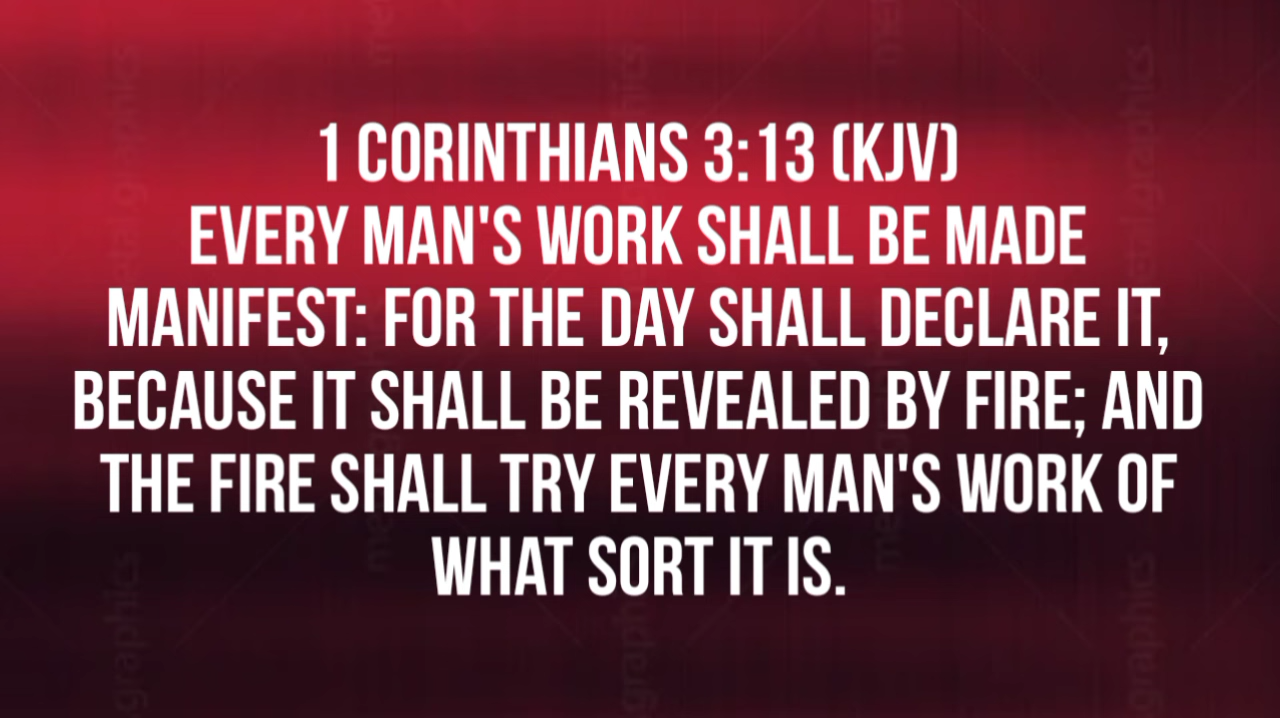 1 CORINTHIANS 3:13 (KJV)
EVERY MAN'S WORK SHALL BE MADE
MANIFEST: FOR THE DAY SHALL DECLARE IT,
BECAUSE IT SHALL BE REVEALED BY FIRE; AND
THE FIRE SHALL TRY EVERY MAN'S WORK OF
WHAT SORT IT IS.